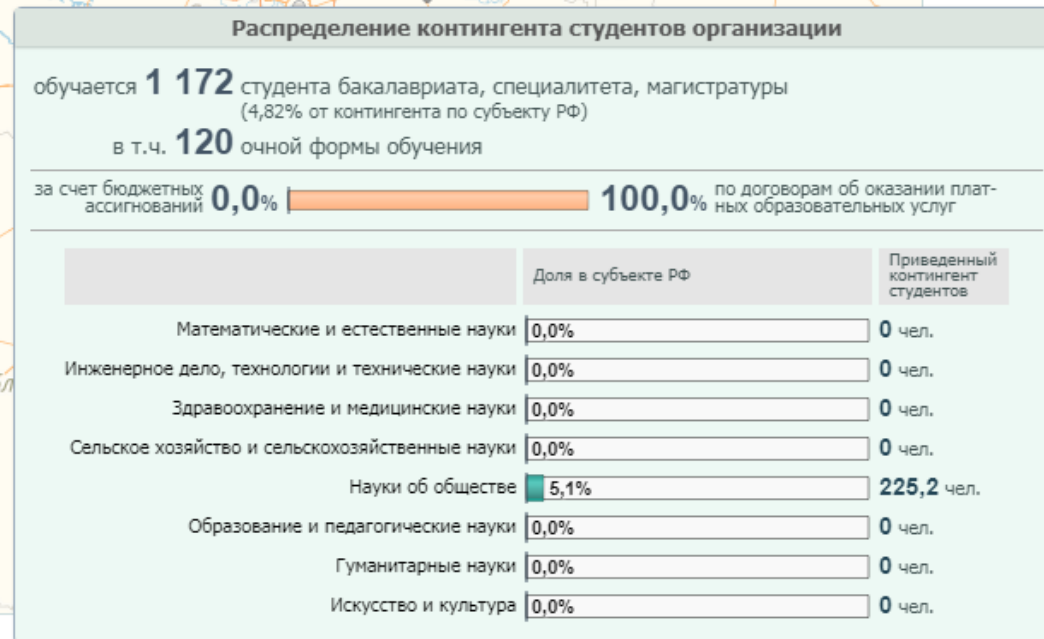 Распределение контингента студентов организации
обучается 1 172 студента бакалавриата, специалитета, магистратуры
(4,82% от контингента по субъекту РФ)
в т.ч. 120 очной формы обучения
за счет бюджетных
ассигнований 0,0% 100,0% по договорам об оказании плат-
ных образовательных услуг
Доля в субъекте РФ
Приведенный
контингент
студентов
Математические и естественные науки 0,0% 0 чел.
Инженерное дело, технологии и технические науки 0,0% 0 чел.
Здравоохранение и медицинские науки 0,0% 0 чел.
Сельское хозяйство и сельскохозяйственные науки 0,0% 0 чел.
Науки об обществе 5,1% 225,2 чел.
Образование и педагогические науки 0,0% 0 чел.
Гуманитарные науки 0,0% 0 чел.
Искусство и культура 0,0% 0 чел.